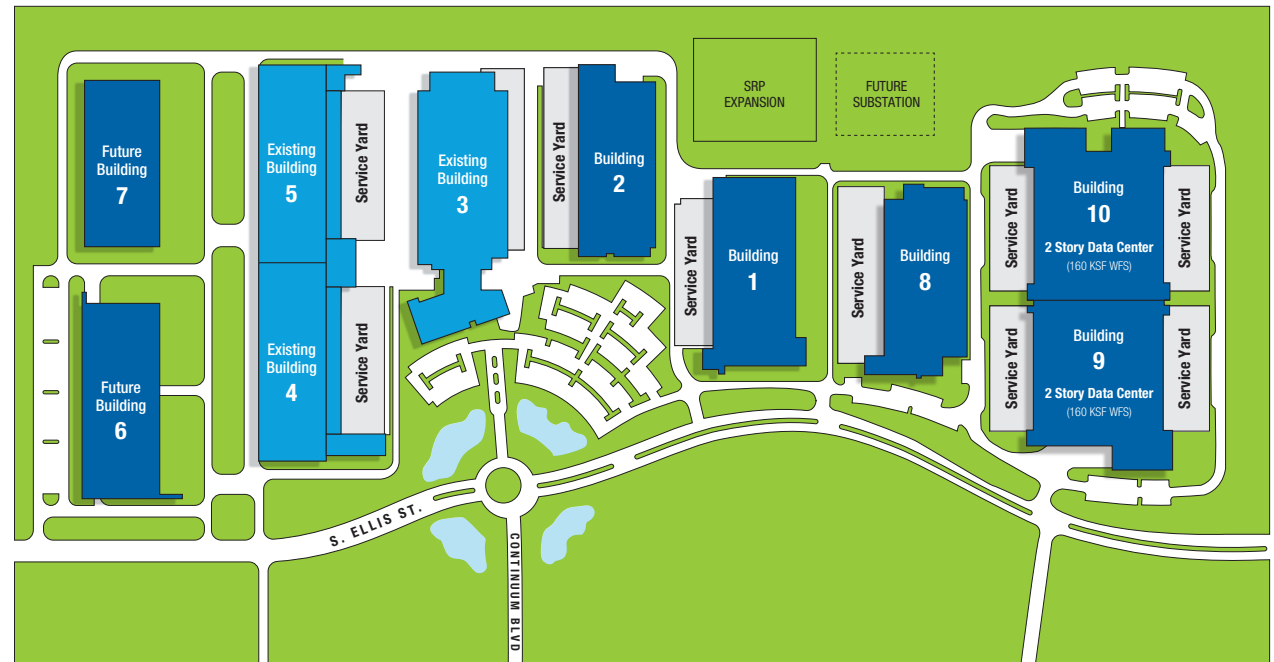 SRP
EXPANSION
FUTURE
SUBSTATION
Future
Building
7
Existing
Building
5
Service Yard
Existing
Building
3
Service Yard
Building
2
Service Yard
Building
1
Service Yard
Building
8
Service Yard
Building
10
2 Story Data Center
(160 KSF WFS)
Service Yard
Future
Building
6
Existing
Building
4
Service Yard
Service Yard
Building
9
2 Story Data Center
(160 KSF WFS)
Service Yard
S. ELLIS ST.
CONTINUUM BLVD